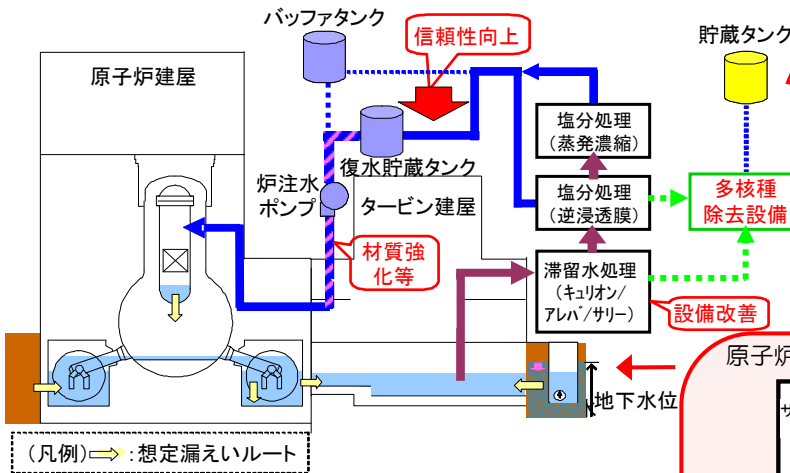 バッファタンク
信頼性向上
貯蔵タンク
原子炉建屋
塩分処理
(蒸発濃縮)
復水貯蔵タンク
炉注水
ポンプ
タービン建屋
塩分処理
(逆浸透膜)
多核種
除去設備
材質強
化等
滞留水処理
(キュリオン/
アレバ/サリー)
設備改善
原子炉
サ
地下水位
(凡例) :想定漏えいルート